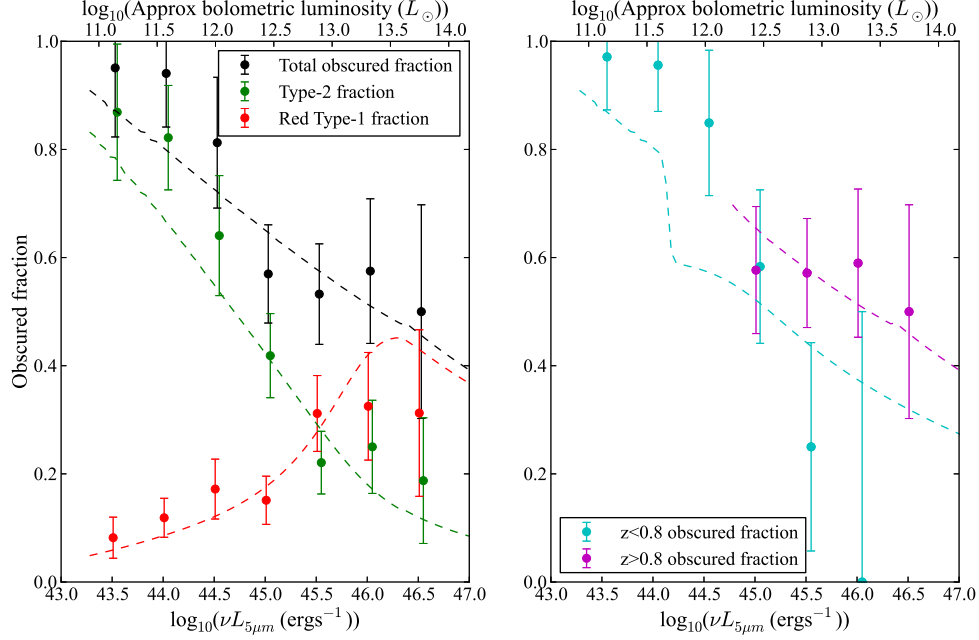 log₁₀(Approx bolometric luminosity (L☉))
11.0 11.5 12.0 12.5 13.0 13.5 14.0
1.0
0.8
0.6
0.4
0.2
0.0
Obscured fraction
Total obscured fraction
Type-2 fraction
Red Type-1 fraction
43.0 43.5 44.0 44.5 45.0 45.5 46.0 46.5 47.0
log₁₀(νL₅μm (ergs⁻¹))
log₁₀(Approx bolometric luminosity (L☉))
11.0 11.5 12.0 12.5 13.0 13.5 14.0
1.0
0.8
0.6
0.4
0.2
0.0
z<0.8 obscured fraction
z>0.8 obscured fraction
43.0 43.5 44.0 44.5 45.0 45.5 46.0 46.5 47.0
log₁₀(νL₅μm (ergs⁻¹))